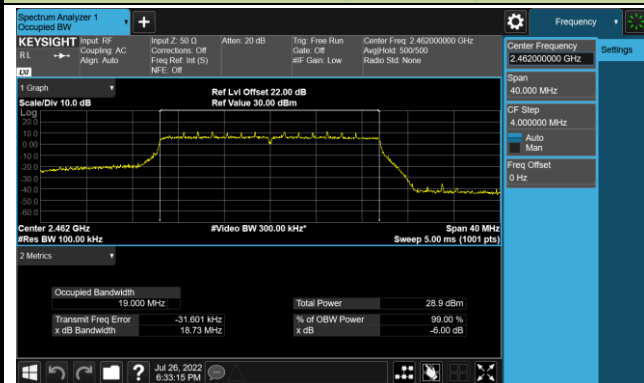 Spectrum Analyzer 1
Occupied BW
+
Frequency
KEYSIGHT
RL
LXI
Input: RF
Coupling: AC
Align: Auto
Input Z: 50 Ω
Corrections: Off
Freq Ref: Int (S)
NFE: Off
Atten: 20 dB
Trig: Free Run
Gate: Off
#IF Gain: Low
Center Freq: 2.462000000 GHz
Avg|Hold: 500/500
Radio Std: None
Center Frequency
2.462000000 GHz
Settings
Span
40.000 MHz
CF Step
4.000000 MHz
Auto
Man
Freq Offset
0 Hz
1 Graph
Scale/Div 10.0 dB
Ref Lvl Offset 22.00 dB
Ref Value 30.00 dBm
Log
20.0
10.0
0.00
-10.0
-20.0
-30.0
-40.0
-50.0
-60.0
Center 2.462 GHz
#Res BW 100.00 kHz
#Video BW 300.00 kHz*
Span 40 MHz
Sweep 5.00 ms (1001 pts)
2 Metrics
Occupied Bandwidth
19.000 MHz
Total Power 28.9 dBm
Transmit Freq Error -31.601 kHz
% of OBW Power 99.00 %
x dB Bandwidth 18.73 MHz
x dB -6.00 dB
?
Jul 26, 2022
6:33:15 PM